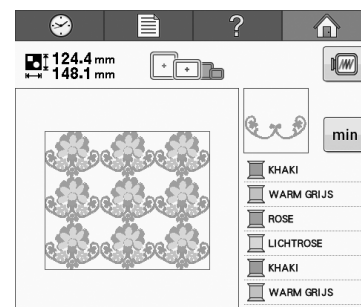 ?
124.4 mm
148.1 mm
min
KHAKI
WARM GRIJS
ROSE
LICHTROSE
KHAKI
WARM GRIJS